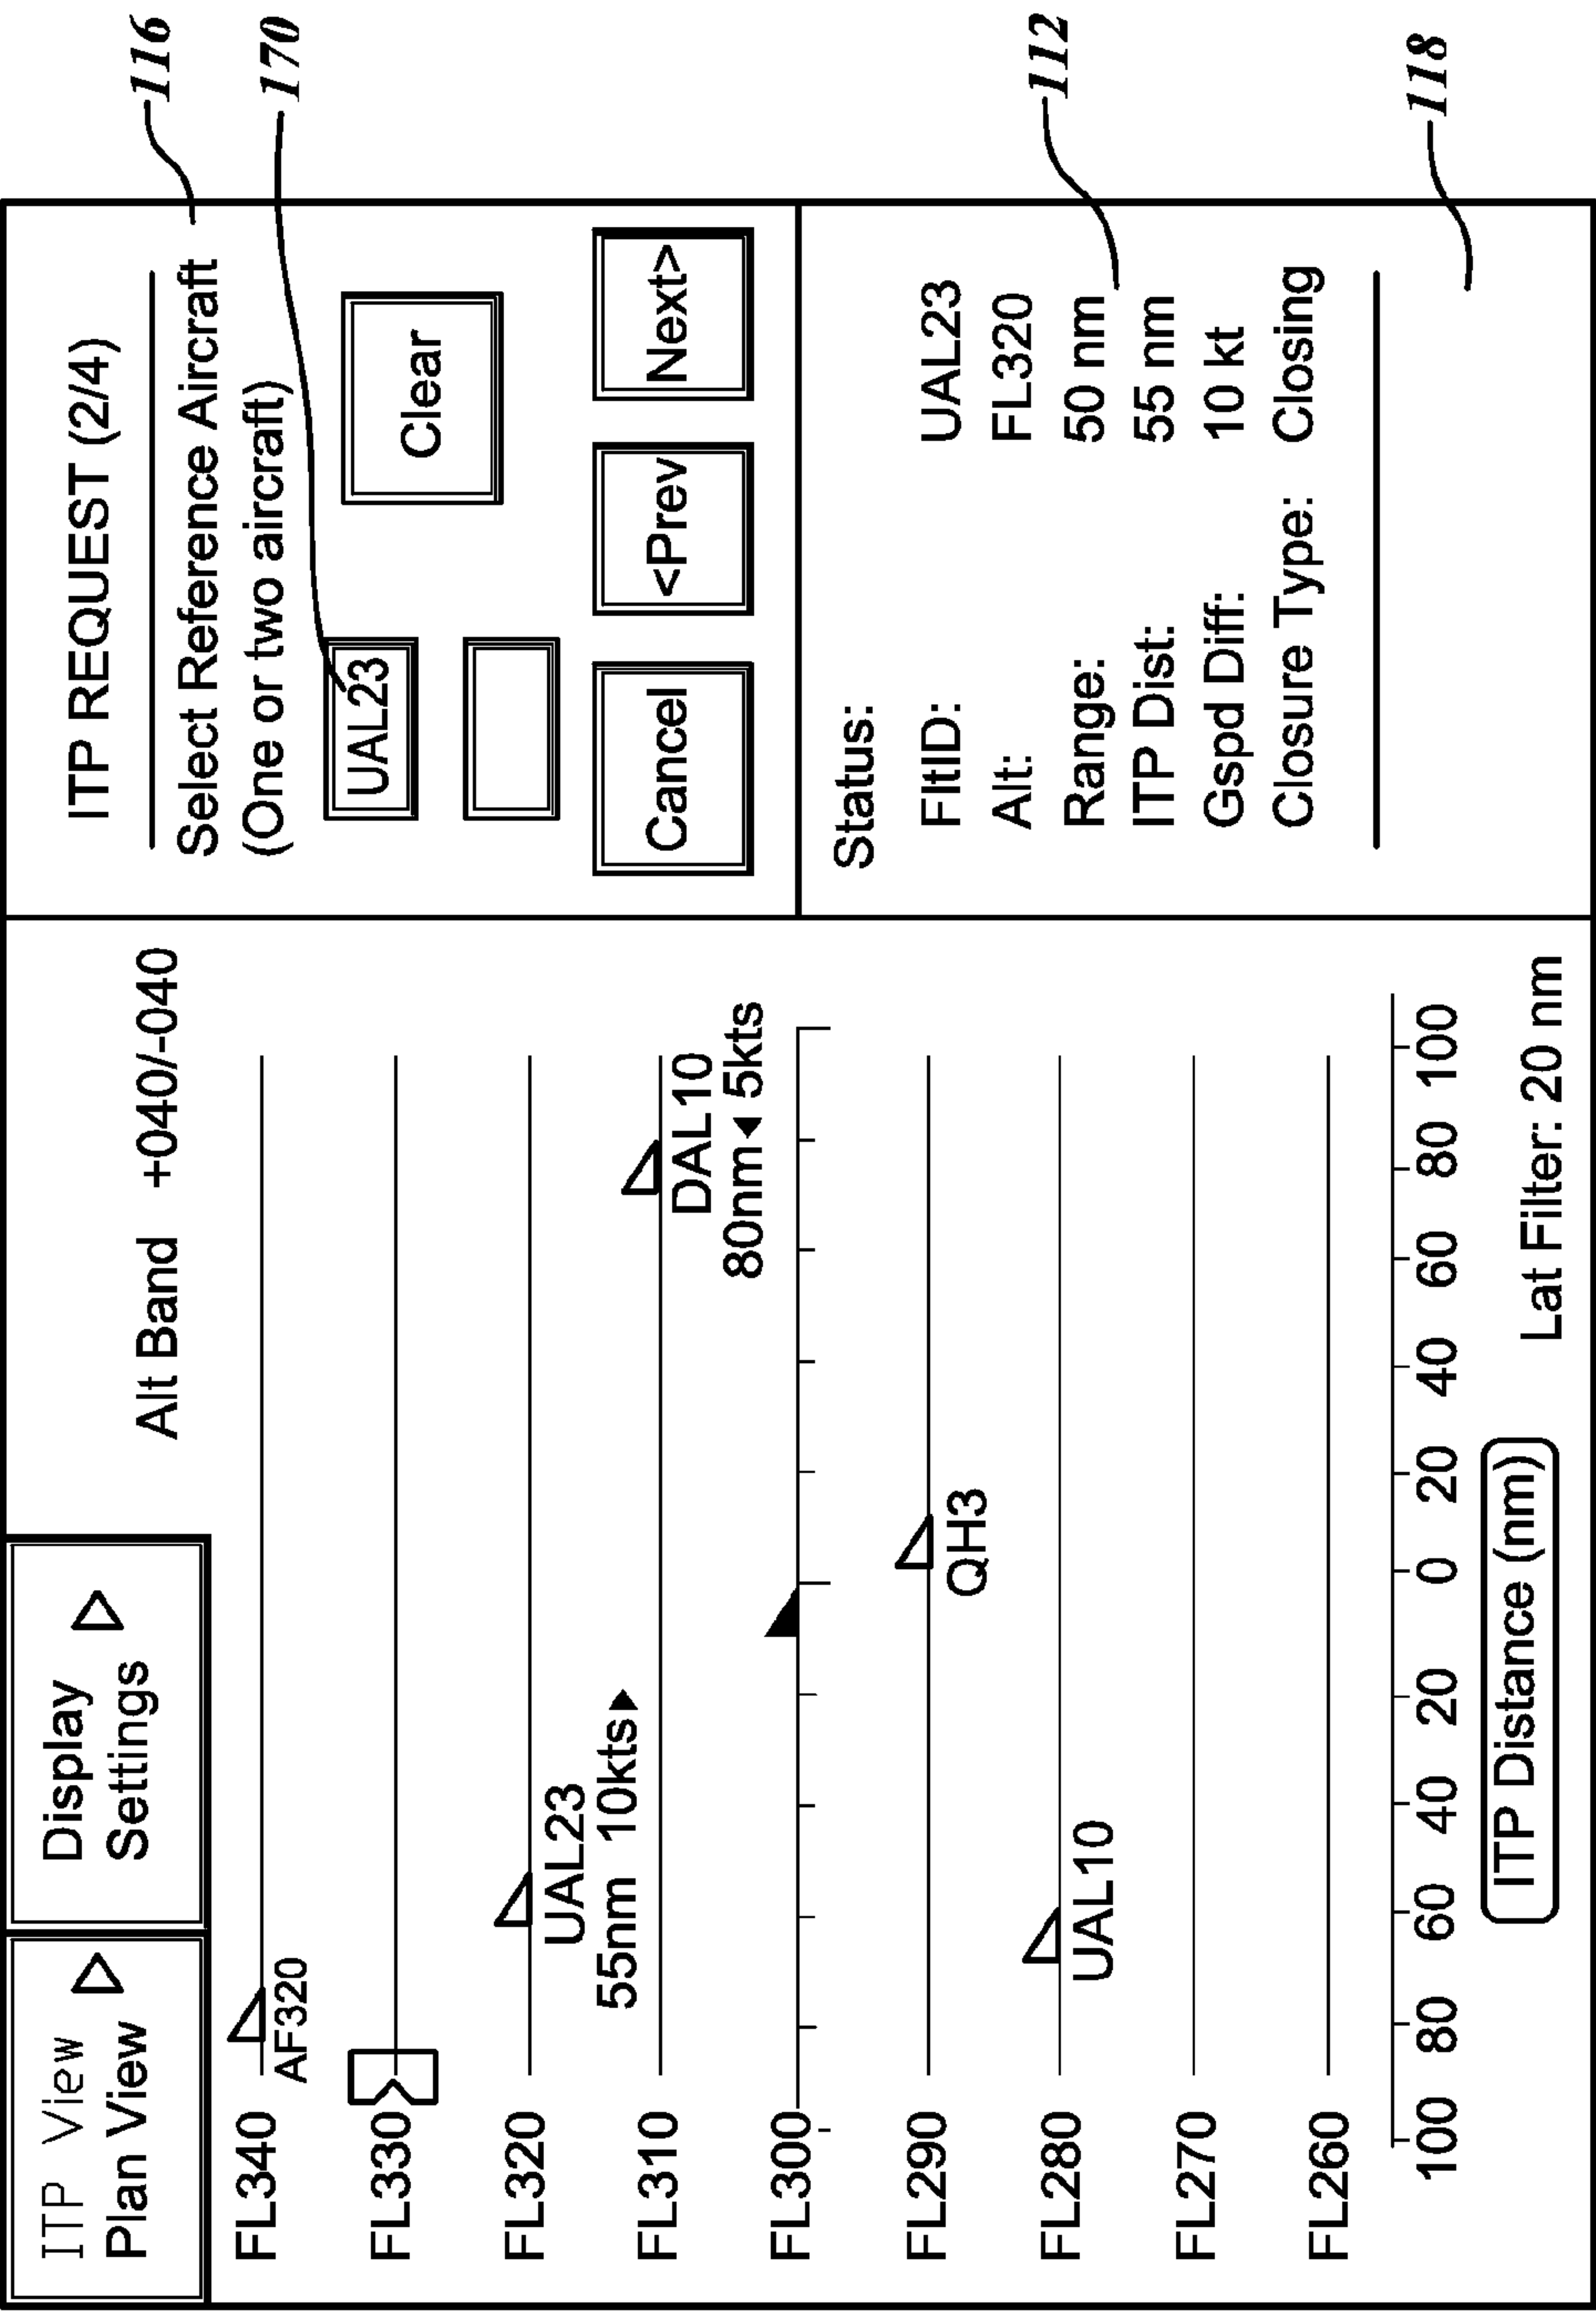 ITP View
Plan View
Display
Settings
Alt Band +040/-040
FL340
AF320
FL330
FL320
UAL23
55nm 10kts
FL310
DAL10
80nm 5kts
FL300
FL290
QH3
FL280
UAL10
FL270
FL260
100 80 60 40 20 0 20 40 60 80 100
ITP Distance (nm)
Lat Filter: 20 nm
ITP REQUEST (2/4)
Select Reference Aircraft
(One or two aircraft)
UAL23
Clear
Cancel
<Prev
Next>
Status:
FltID: UAL23
Alt: FL320
Range: 50 nm
ITP Dist: 55 nm
Gspd Diff: 10 kt
Closure Type: Closing
116
170
112
118